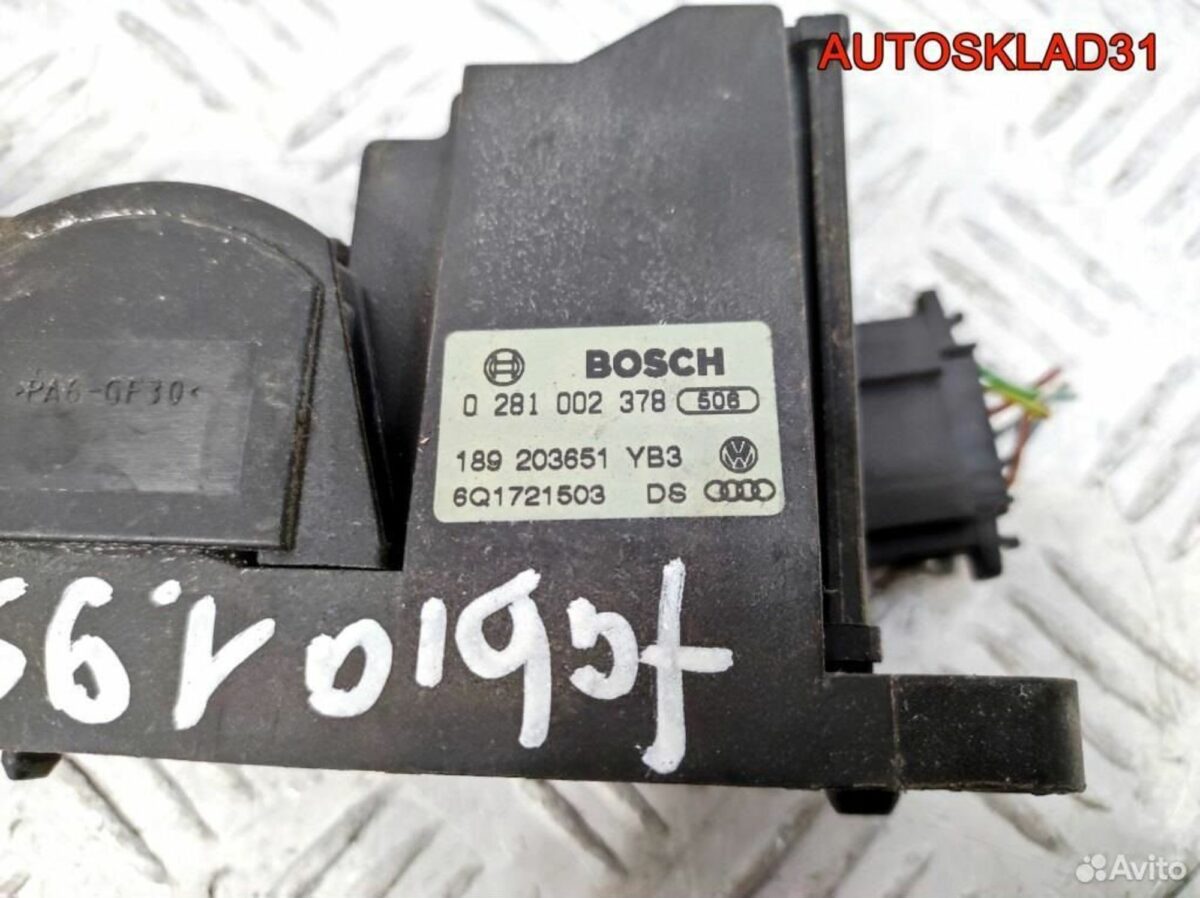 AUTOSKLAD31
BOSCH
0 281 002 378 506
189 203651 YB3
6Q1721503 DS
>PA6-GF30<
Avito